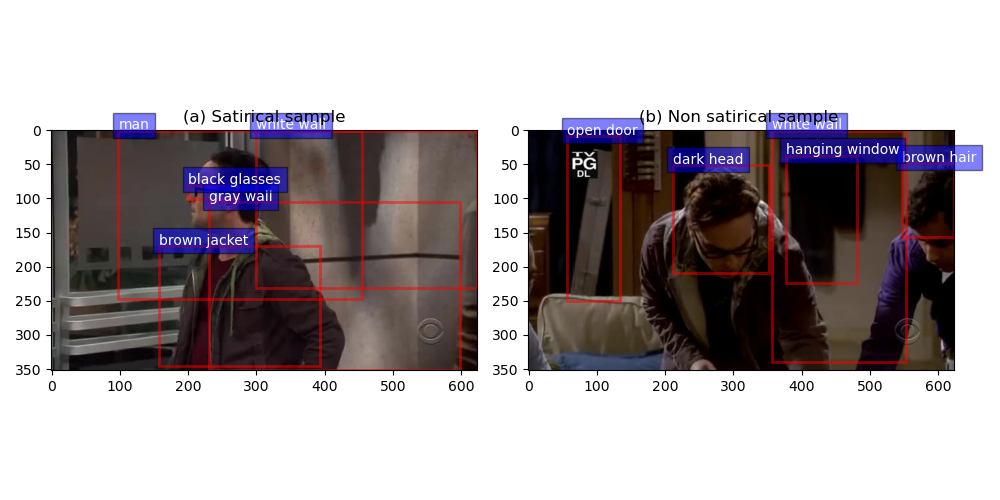 (a) Satirical sample
man
white wall
black glasses
gray wall
brown jacket
0
50
100
150
200
250
300
350
0 100 200 300 400 500 600
(b) Non satirical sample
open door
white wall
hanging window
dark head
brown hair
TV
PG
DL
0
50
100
150
200
250
300
350
0 100 200 300 400 500 600